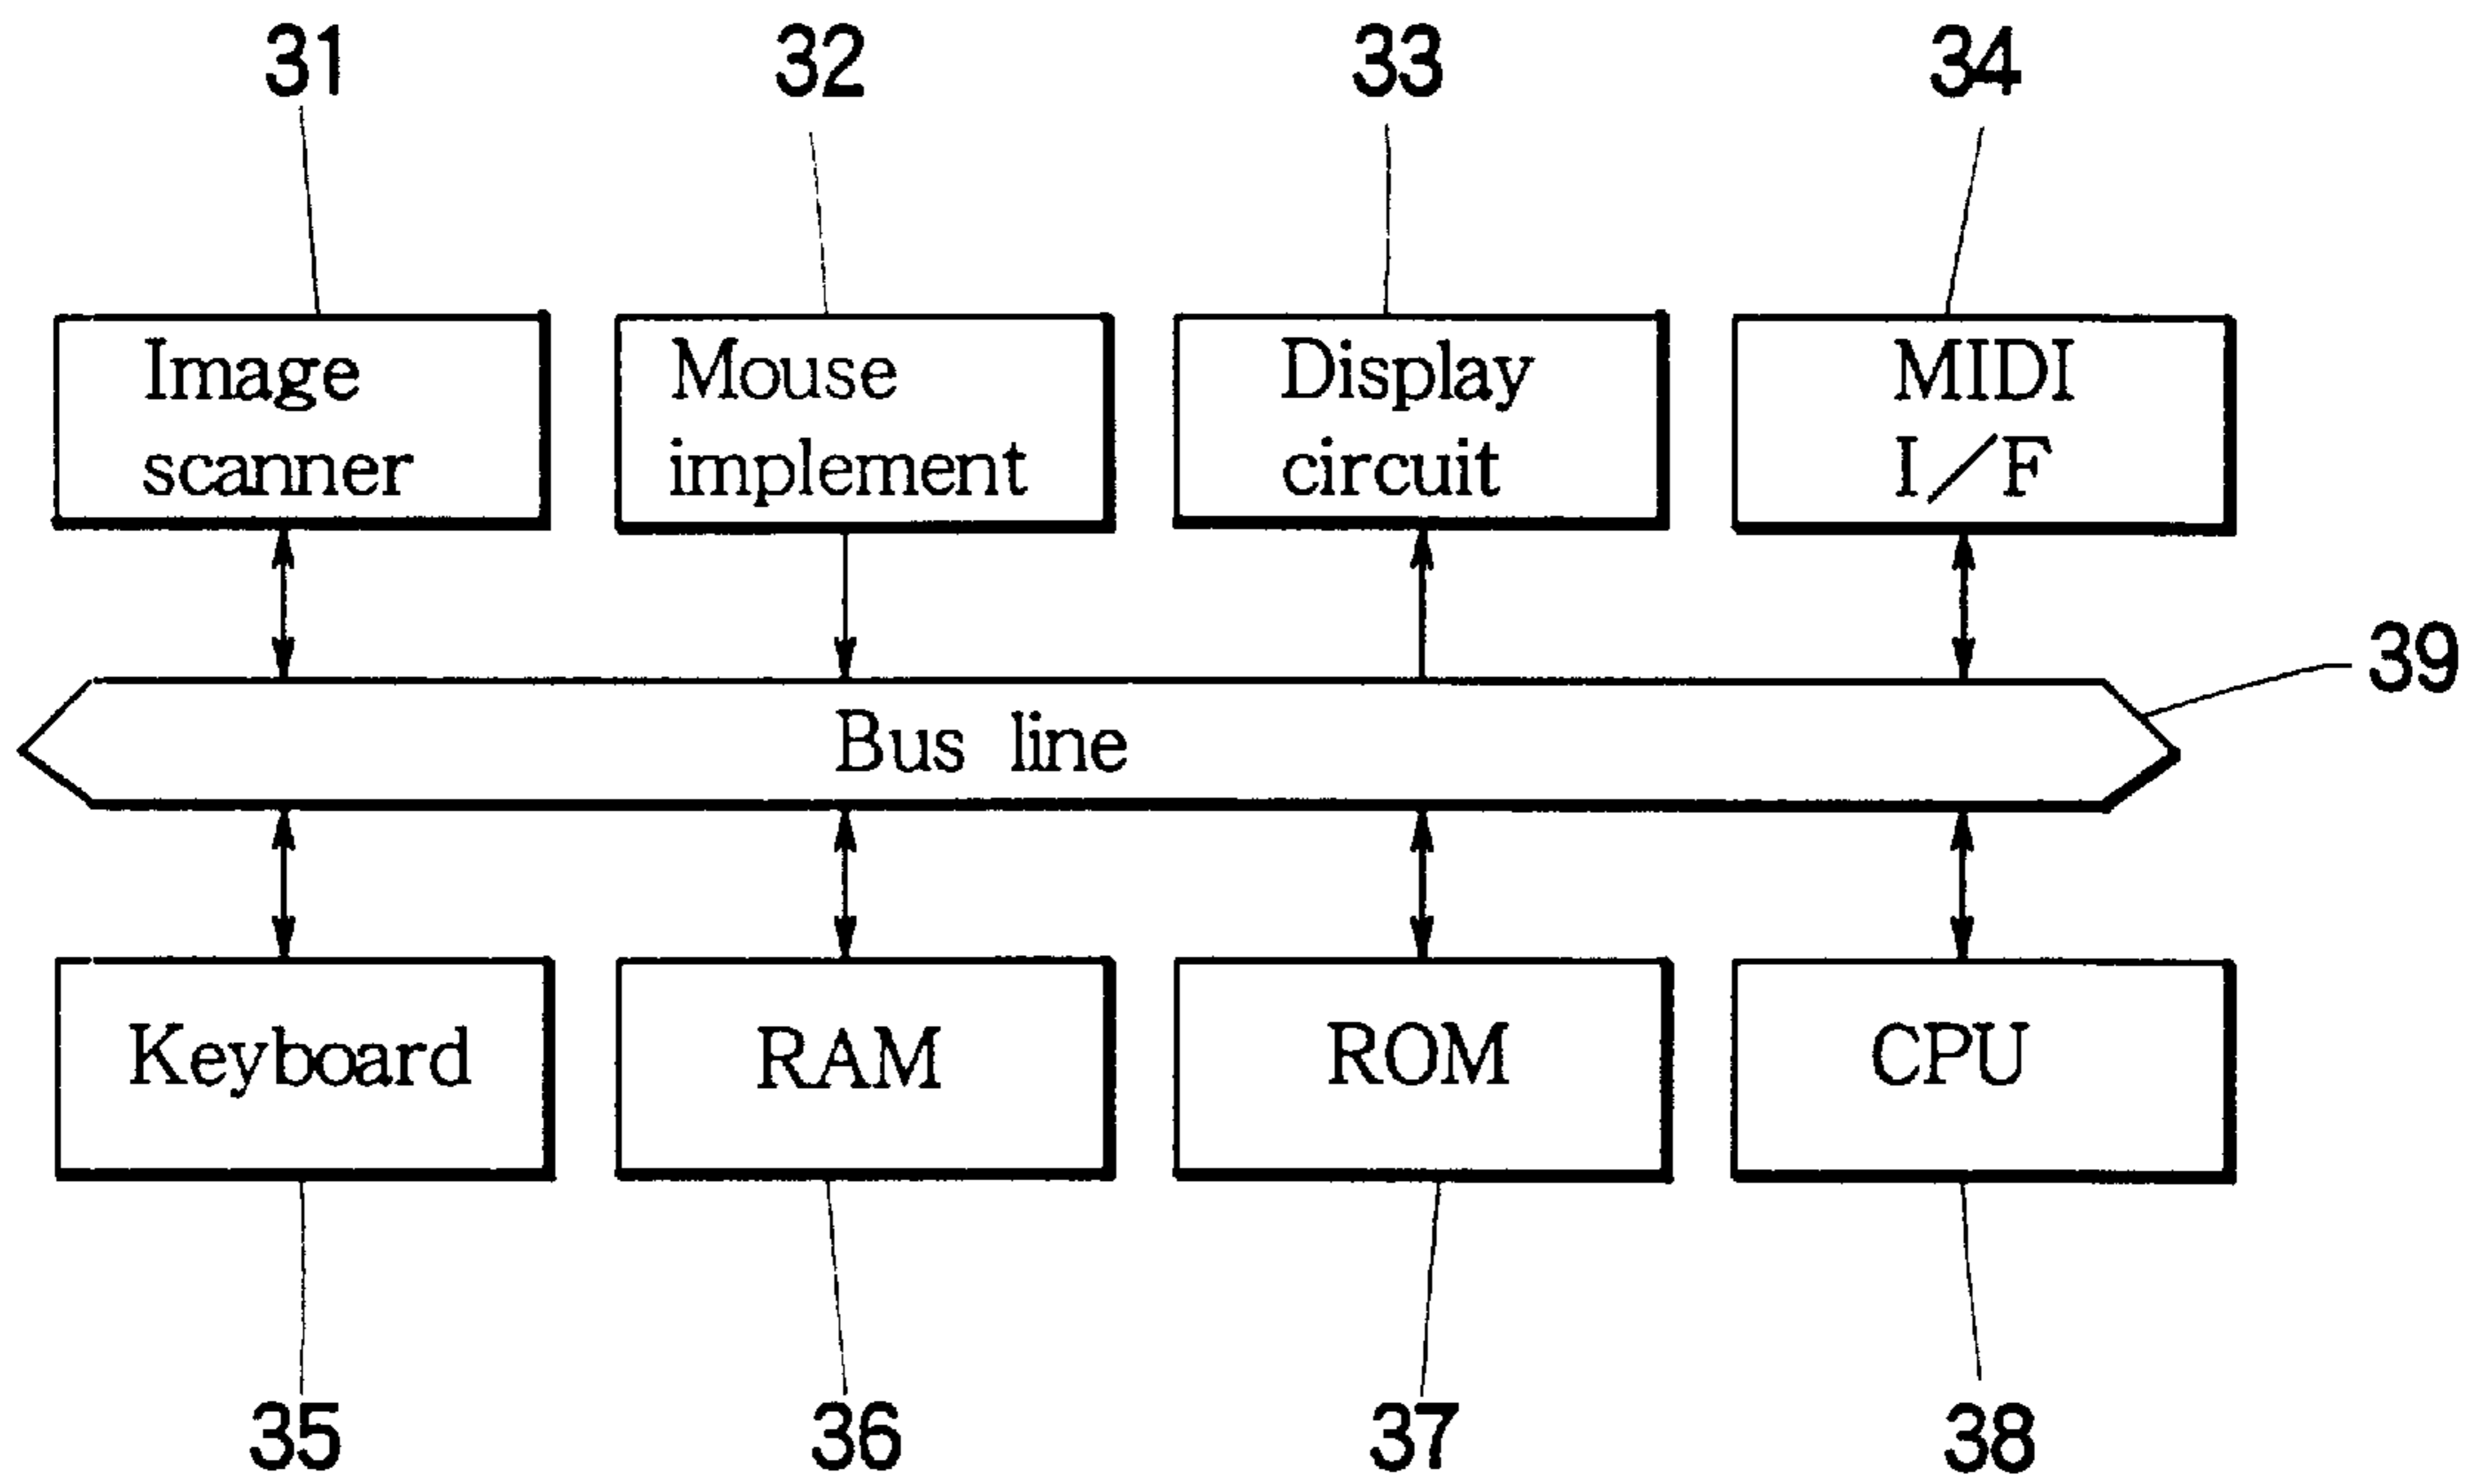 31
32
33
34
Image
scanner
Mouse
implement
Display
circuit
MIDI
I/F
39
Bus line
Keyboard
RAM
ROM
CPU
35
36
37
38